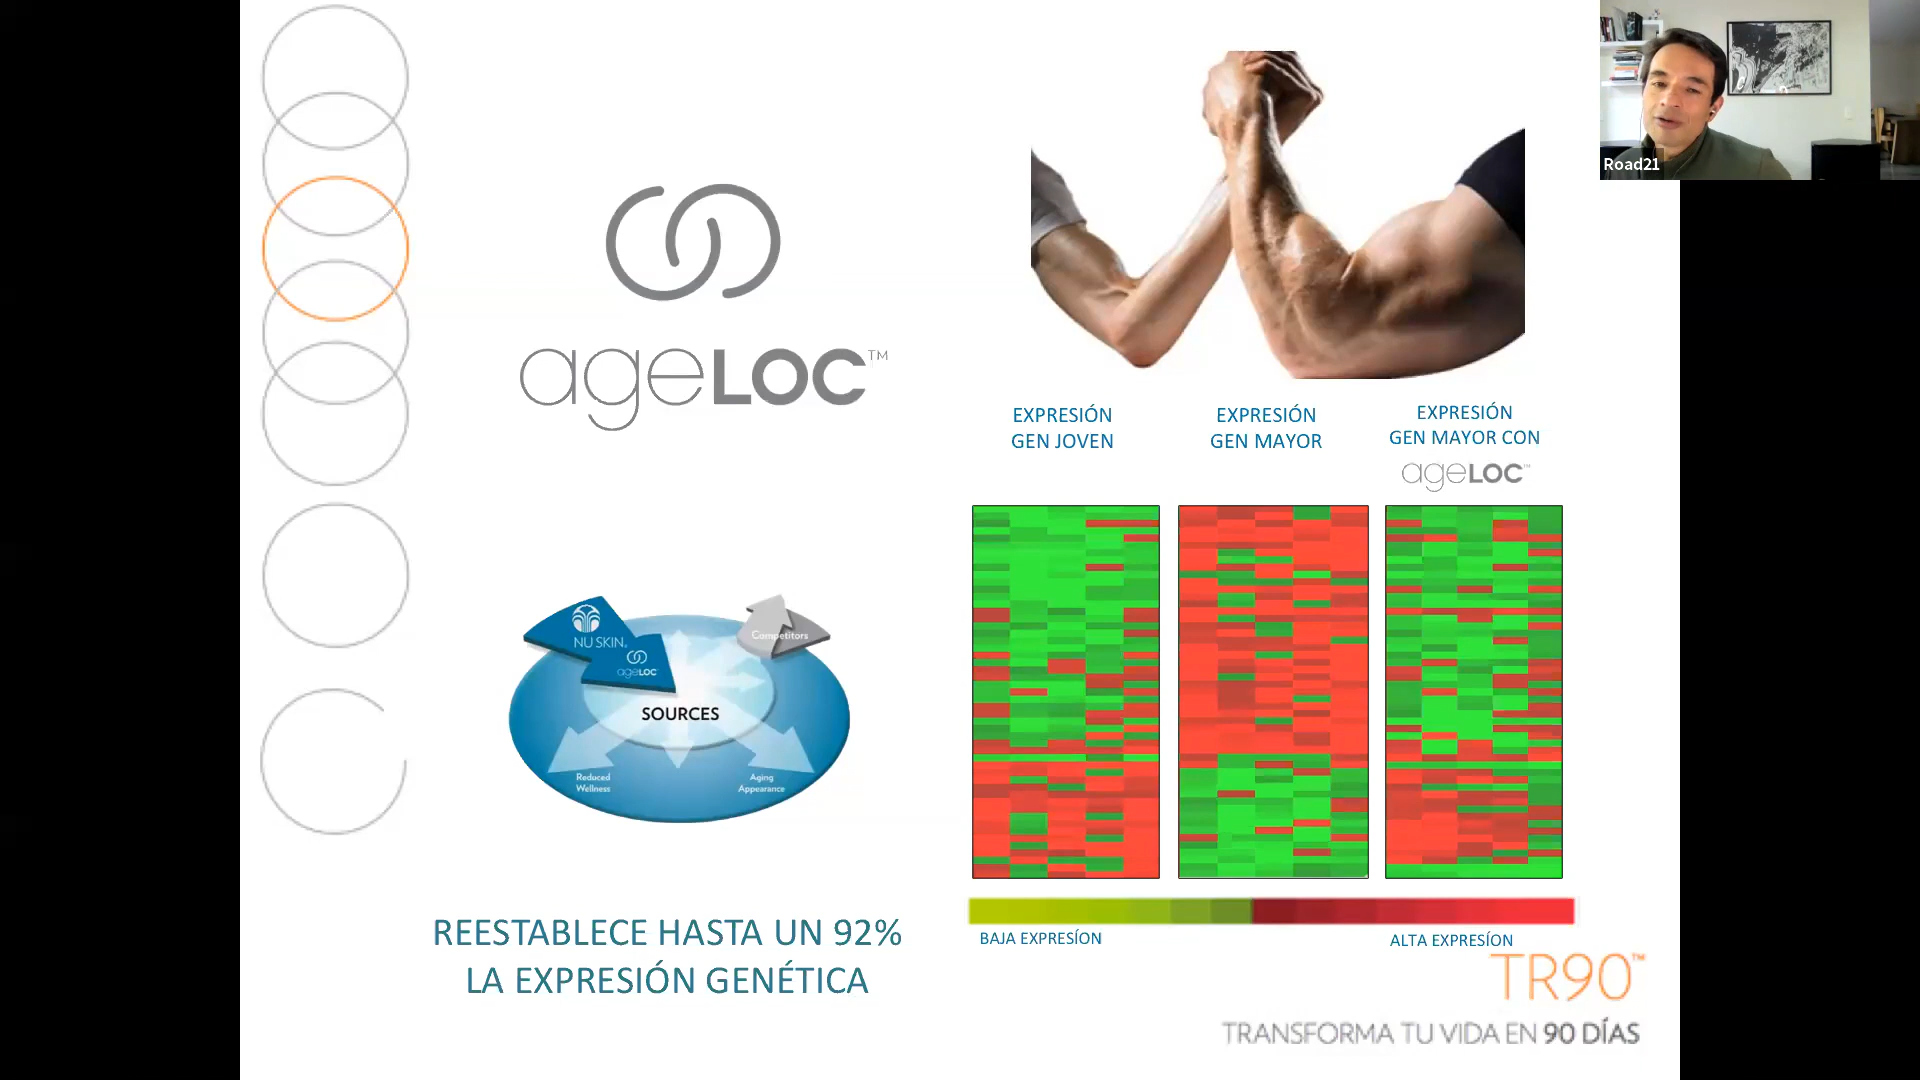 Road21
ageLOC™
EXPRESIÓN
GEN JOVEN
EXPRESIÓN
GEN MAYOR
EXPRESIÓN
GEN MAYOR CON
ageLOC™
NU SKIN®
ageLOC
Competitors
SOURCES
Reduced
Wellness
Aging
Appearance
REESTABLECE HASTA UN 92%
LA EXPRESIÓN GENÉTICA
BAJA EXPRESÍON
ALTA EXPRESÍON
TR90™
TRANSFORMA TU VIDA EN 90 DÍAS